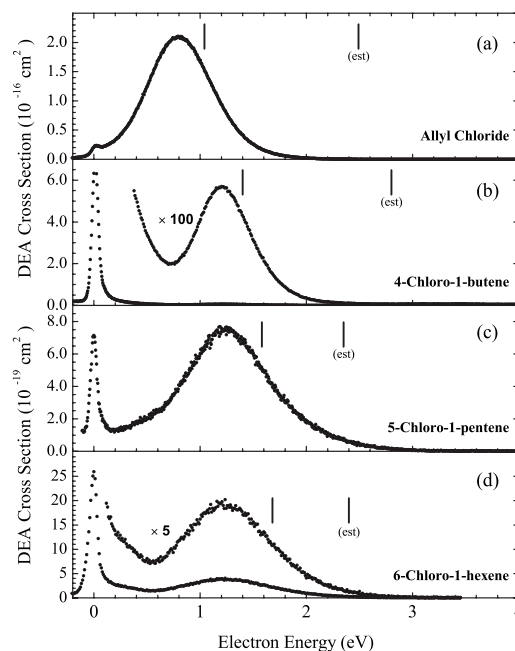 DEA Cross Section (10⁻¹⁶ cm²)
2.0
1.5
1.0
0.5
0.0
(a)
(est)
Allyl Chloride
6.0
4.0
2.0
0.0
(b)
(est)
× 100
4-Chloro-1-butene
DEA Cross Section (10⁻¹⁹ cm²)
8.0
6.0
4.0
2.0
0.0
(c)
(est)
5-Chloro-1-pentene
25
20
15
10
5
0
(d)
(est)
× 5
6-Chloro-1-hexene
0 1 2 3 4
Electron Energy (eV)